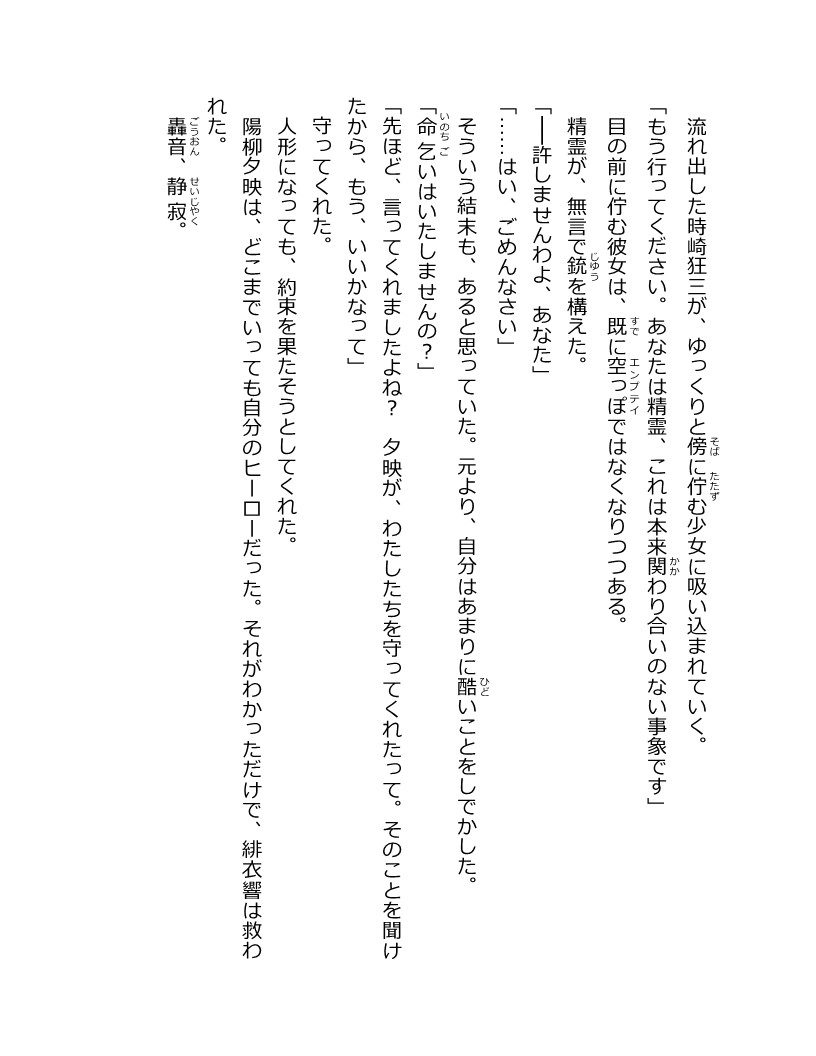 流れ出した時崎狂三が、ゆっくりと傍に佇む少女に吸い込まれていく。
「もう行ってください。あなたは精霊、これは本来関わり合いのない事象です」
目の前に佇む彼女は、既に空っぽではなくなりつつある。
精霊が、無言で銃を構えた。
「──許しませんわよ、あなた」
「……はい、ごめんなさい」
そういう結末も、あると思っていた。元より、自分はあまりに酷いことをしでかした。
「命乞いはいたしませんの？」
「先ほど、言ってくれましたよね？　夕映が、わたしたちを守ってくれたって。そのことを聞け
たから、もう、いいかなって」
守ってくれた。
人形になっても、約束を果たそうとしてくれた。
陽柳夕映は、どこまでいっても自分のヒーローだった。それがわかっただけで、緋衣響は救わ
れた。
轟音、静寂。